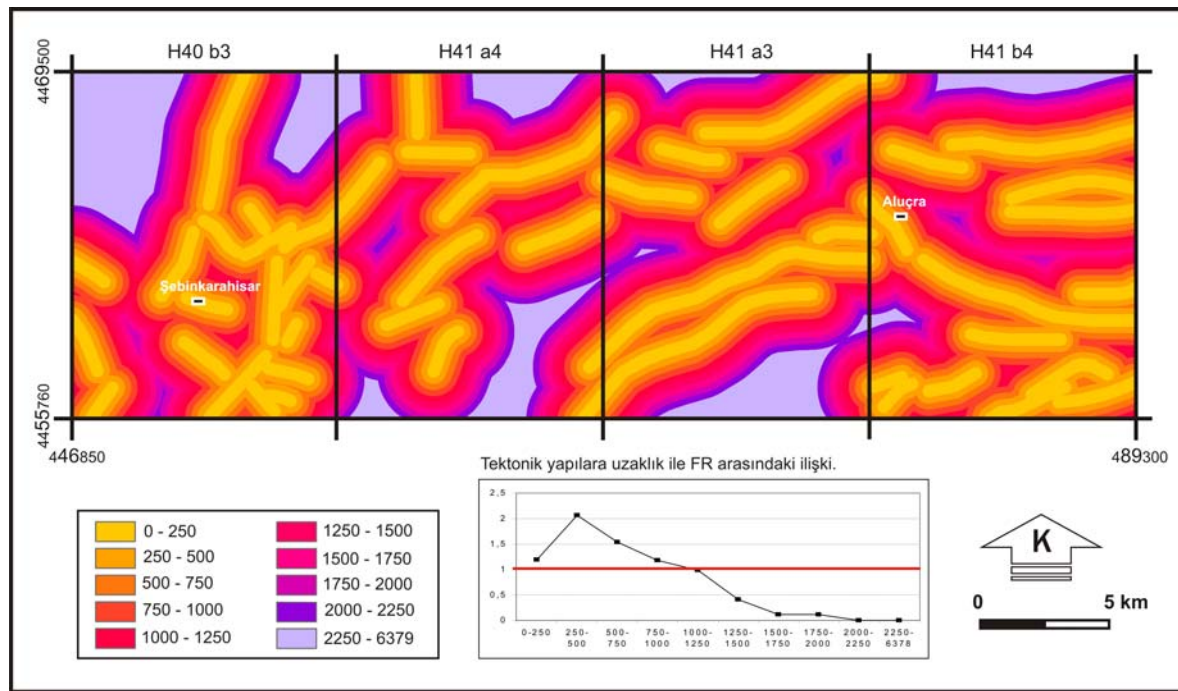 H40 b3 H41 a4 H41 a3 H41 b4
4469500
Aluçra
Şebinkarahisar
4455760
446850 489300
Tektonik yapılara uzaklık ile FR arasındaki ilişki.
0 - 250
250 - 500
500 - 750
750 - 1000
1000 - 1250
1250 - 1500
1500 - 1750
1750 - 2000
2000 - 2250
2250 - 6379
2,5
2
1,5
1
0,5
0
0-250 250-500 500-750 750-1000 1000-1250 1250-1500 1500-1750 1750-2000 2000-2250 2250-6378
K
0 5 km